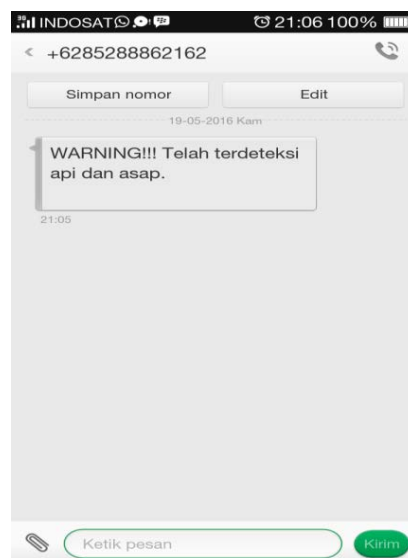 INDOSAT 21:06 100%
+6285288862162
Simpan nomor Edit
19-05-2016 Kam
WARNING!!! Telah terdeteksi
api dan asap.
21:05
Ketik pesan Kirim